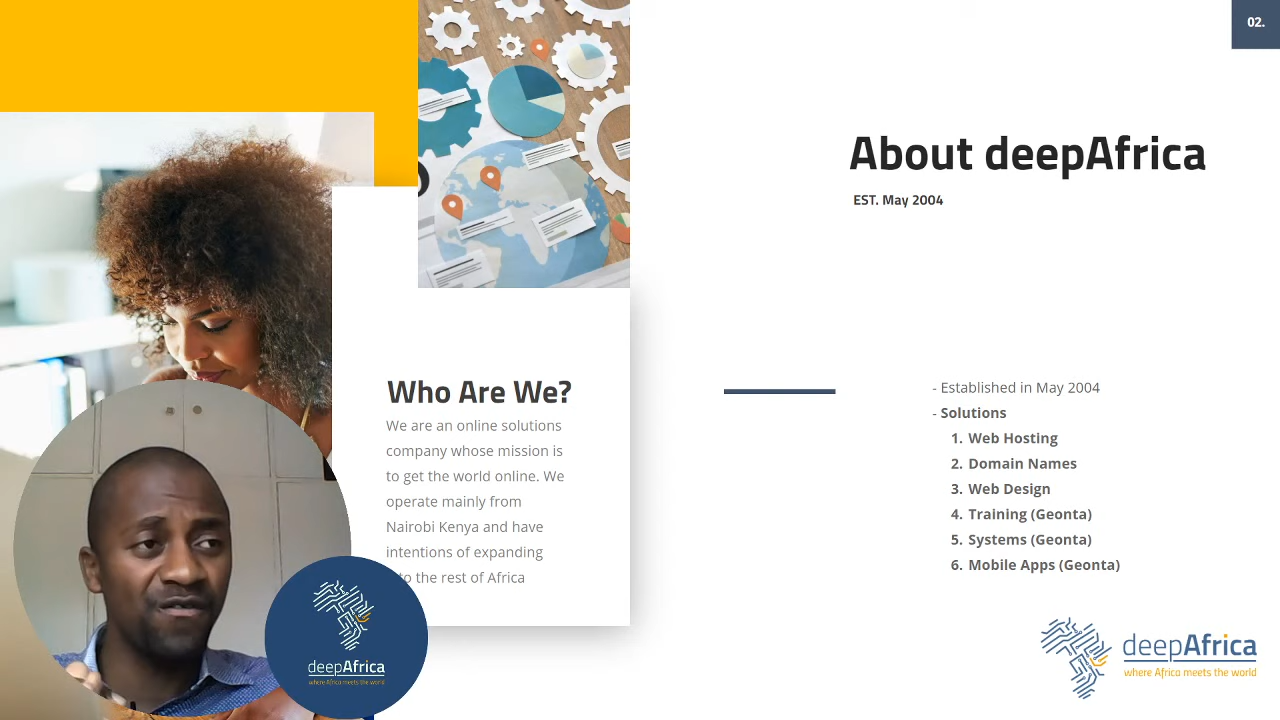 02.
About deepAfrica
EST. May 2004
Who Are We?
We are an online solutions
company whose mission is
to get the world online. We
operate mainly from
Nairobi Kenya and have
intentions of expanding
to the rest of Africa
- Established in May 2004
- Solutions
1. Web Hosting
2. Domain Names
3. Web Design
4. Training (Geonta)
5. Systems (Geonta)
6. Mobile Apps (Geonta)
deepAfrica
where Africa meets the world
deepAfrica
where Africa meets the world